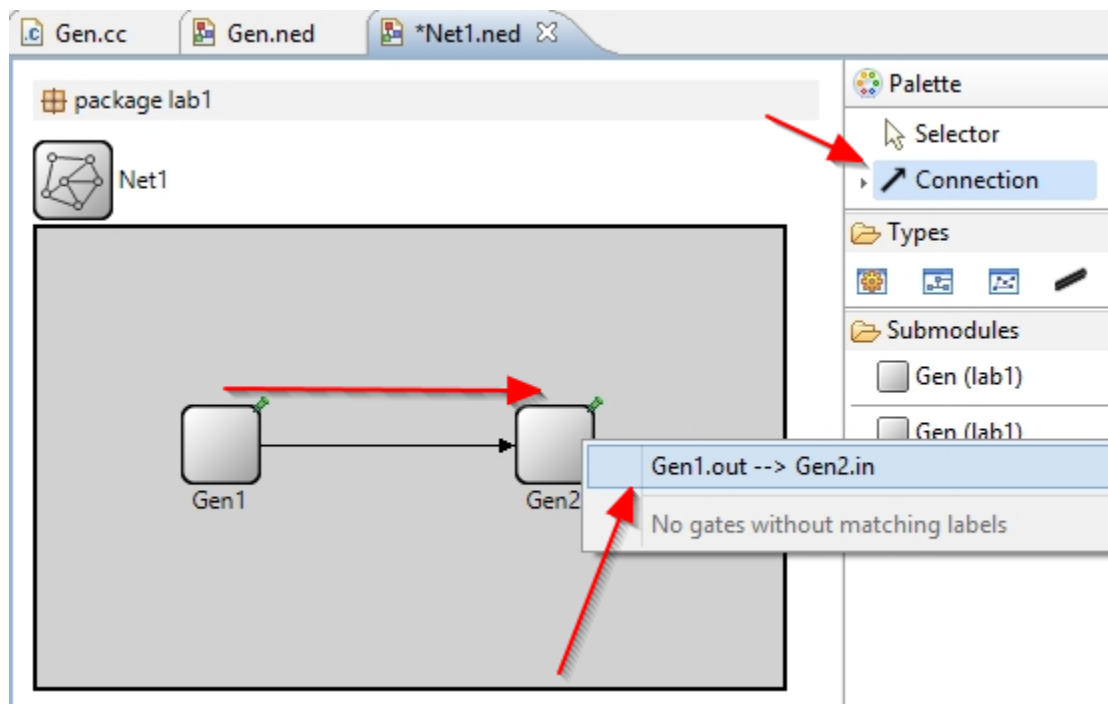 Gen.cc Gen.ned *Net1.ned
package lab1
Net1
Gen1
Gen2
Palette
Selector
Connection
Types
Submodules
Gen (lab1)
Gen (lab1)
Gen1.out --> Gen2.in
No gates without matching labels